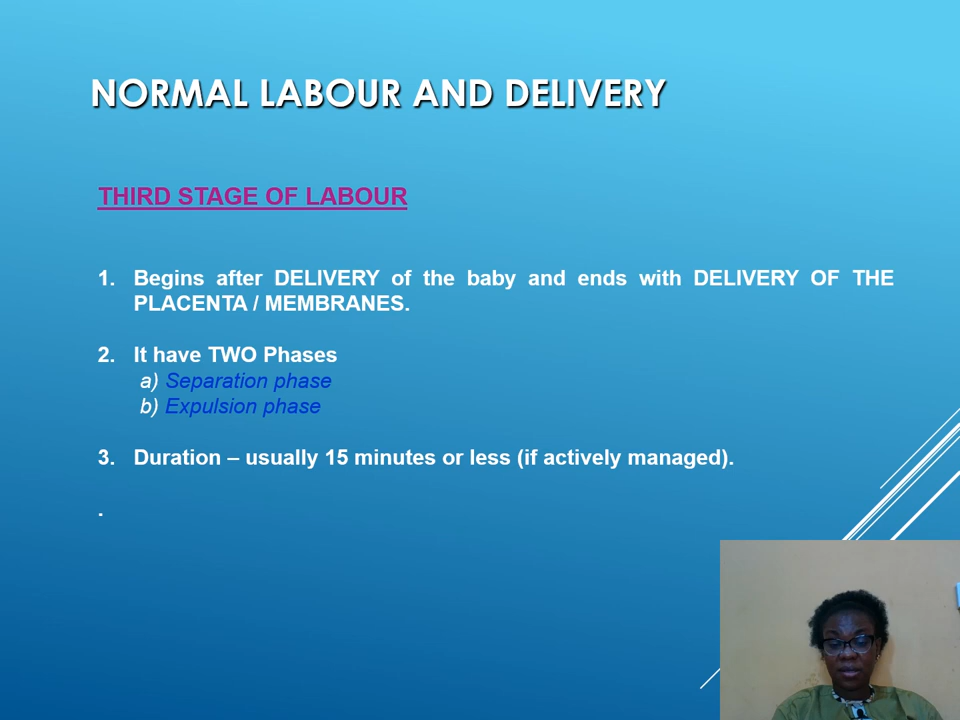 NORMAL LABOUR AND DELIVERY
THIRD STAGE OF LABOUR
1. Begins after DELIVERY of the baby and ends with DELIVERY OF THE
PLACENTA / MEMBRANES.
2. It have TWO Phases
a) Separation phase
b) Expulsion phase
3. Duration – usually 15 minutes or less (if actively managed).
.